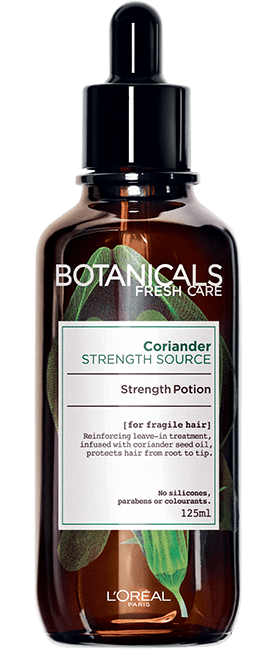 BOTANICALS
FRESH CARE
Coriander
STRENGTH SOURCE
Strength Potion
[for fragile hair]
Reinforcing leave-in treatment,
infused with coriander seed oil,
protects hair from root to tip.
No silicones,
parabens or colourants.
125ml
L'ORÉAL
PARIS